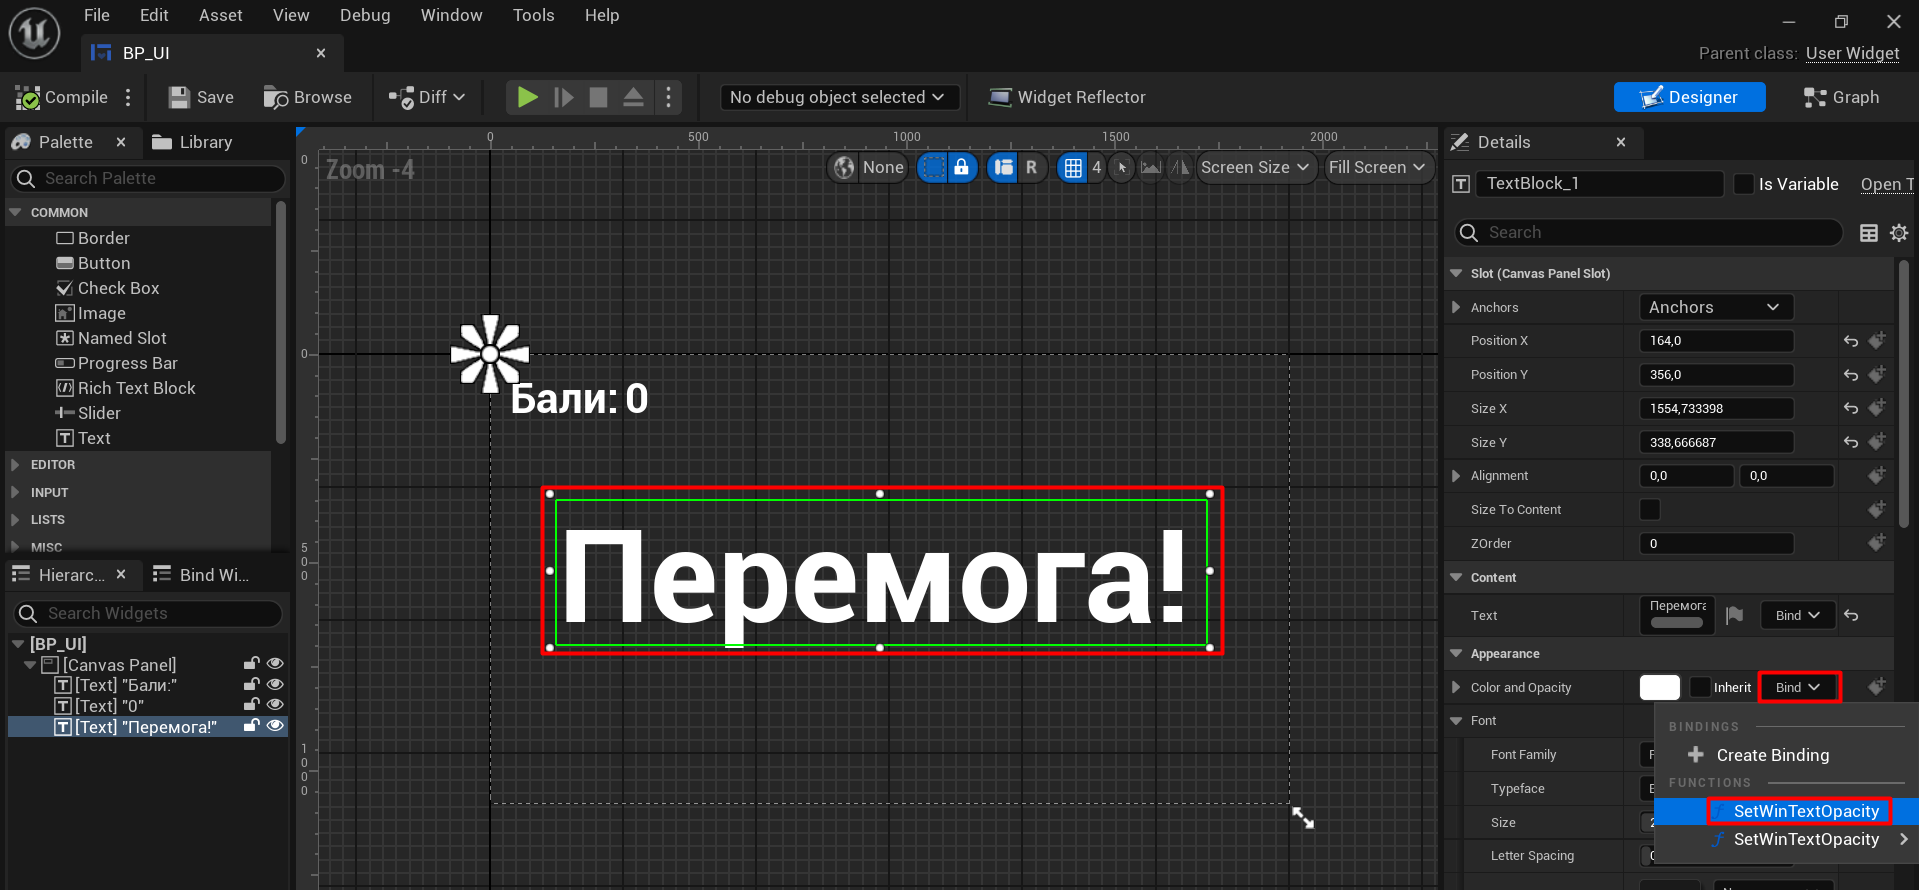 File Edit Asset View Debug Window Tools Help
BP_UI
Parent class: User Widget
Compile Save Browse Diff No debug object selected Widget Reflector Designer Graph
Palette Library
Search Palette
COMMON
Border
Button
Check Box
Image
Named Slot
Progress Bar
Rich Text Block
Slider
Text
EDITOR
INPUT
LISTS
MISC
Hierarc... Bind Wi...
Search Widgets
[BP_UI]
[Canvas Panel]
[Text] "Бали:"
[Text] "0"
[Text] "Перемога!"
0 500 1000 1500 2000
0
0
500
1000
Zoom -4
None R 4 Screen Size Fill Screen
Бали: 0
Перемога!
Details
TextBlock_1 Is Variable Open T
Search
Slot (Canvas Panel Slot)
Anchors Anchors
Position X 164,0
Position Y 356,0
Size X 1554,733398
Size Y 338,666687
Alignment 0,0 0,0
Size To Content
ZOrder 0
Content
Text Перемога Bind
Appearance
Color and Opacity Inherit Bind
Font
Font Family
Typeface
Size
Letter Spacing
BINDINGS
Create Binding
FUNCTIONS
SetWinTextOpacity
SetWinTextOpacity